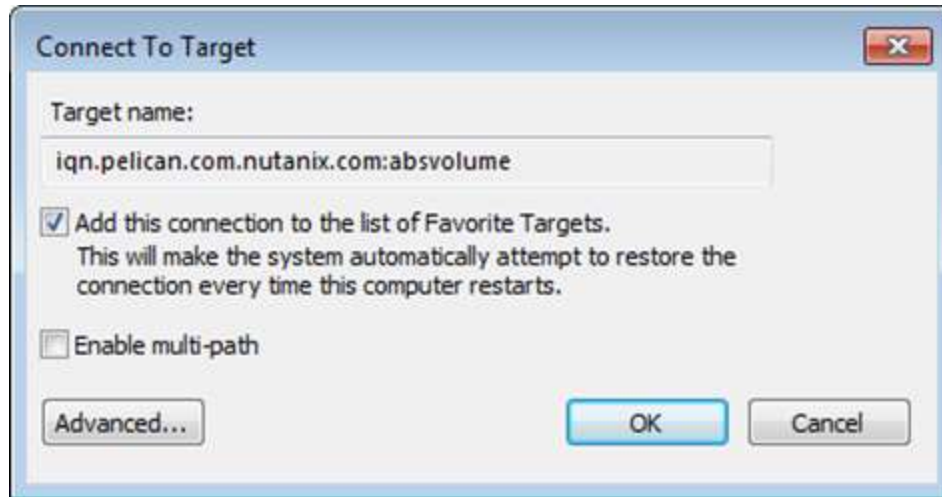 Connect To Target
Target name:
iqn.pelican.com.nutanix.com:absvolume
Add this connection to the list of Favorite Targets.
This will make the system automatically attempt to restore the
connection every time this computer restarts.
Enable multi-path
Advanced...
OK
Cancel